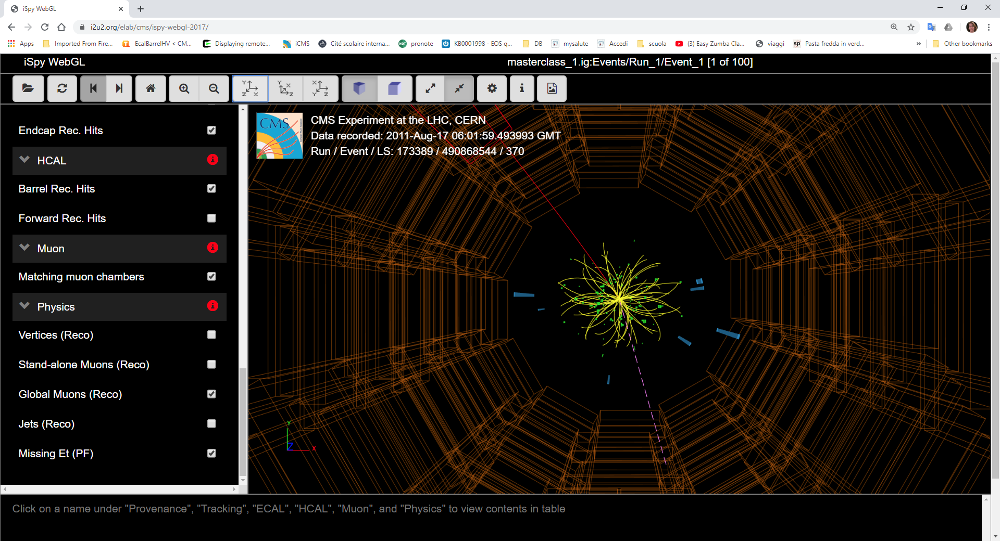 iSpy WebGL
i2u2.org/elab/cms/ispy-webgl-2017/
Apps Imported From Fire... EcalBarrelHV < CM... Displaying remote... iCMS Cité scolaire interna... pronote KB0001998 - EOS q... DB mysalute Accedi scuola (3) Easy Zumba Cla... viaggi sp Pasta fredda in verd... » Other bookmarks
iSpy WebGL masterclass_1.ig:Events/Run_1/Event_1 [1 of 100]
Y Z X
Y X Z
X Y Z
Endcap Rec. Hits
HCAL
Barrel Rec. Hits
Forward Rec. Hits
Muon
Matching muon chambers
Physics
Vertices (Reco)
Stand-alone Muons (Reco)
Global Muons (Reco)
Jets (Reco)
Missing Et (PF)
CMS
CMS Experiment at the LHC, CERN
Data recorded: 2011-Aug-17 06:01:59.493993 GMT
Run / Event / LS: 173389 / 490868544 / 370
Y
Z X
Click on a name under "Provenance", "Tracking", "ECAL", "HCAL", "Muon", and "Physics" to view contents in table